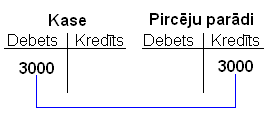 Kase Pircēju parādi
Debets Kredīts Debets Kredīts
3000 3000